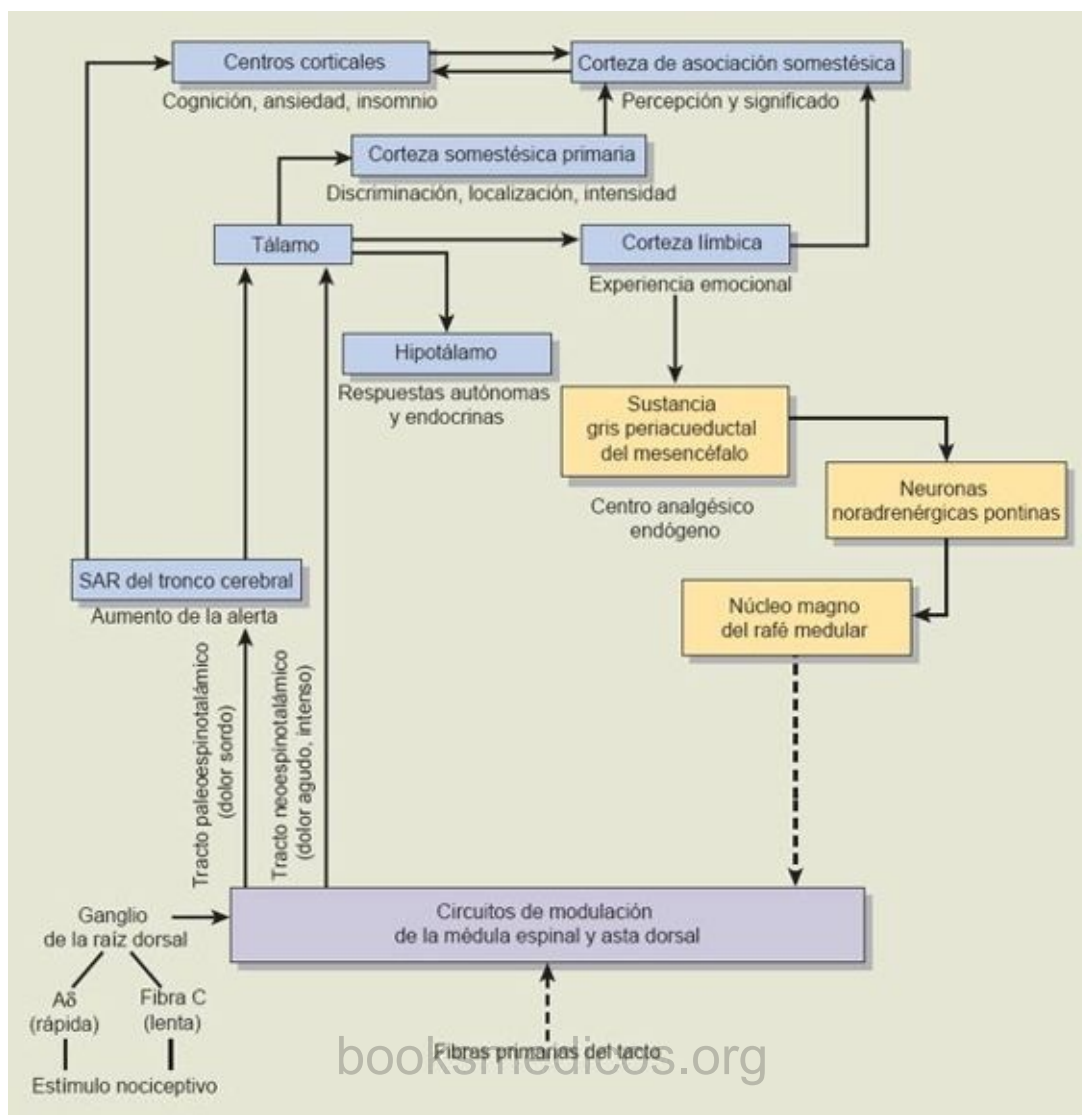 Centros corticales
Corteza de asociación somestésica
Cognición, ansiedad, insomnio
Percepción y significado
Corteza somestésica primaria
Discriminación, localización, intensidad
Tálamo
Corteza límbica
Experiencia emocional
Hipotálamo
Respuestas autónomas
y endocrinas
Sustancia
gris periacueductal
del mesencéfalo
Centro analgésico
endógeno
Neuronas
noradrenérgicas pontinas
SAR del tronco cerebral
Aumento de la alerta
Núcleo magno
del rafé medular
Tracto paleoespinotalámico
(dolor sordo)
Tracto neoespinotalámico
(dolor agudo, intenso)
Ganglio
de la raíz dorsal
Circuitos de modulación
de la médula espinal y asta dorsal
Aδ
(rápida)
Fibra C
(lenta)
Estímulo nociceptivo
Fibras primarias del tacto
booksmedicos.org